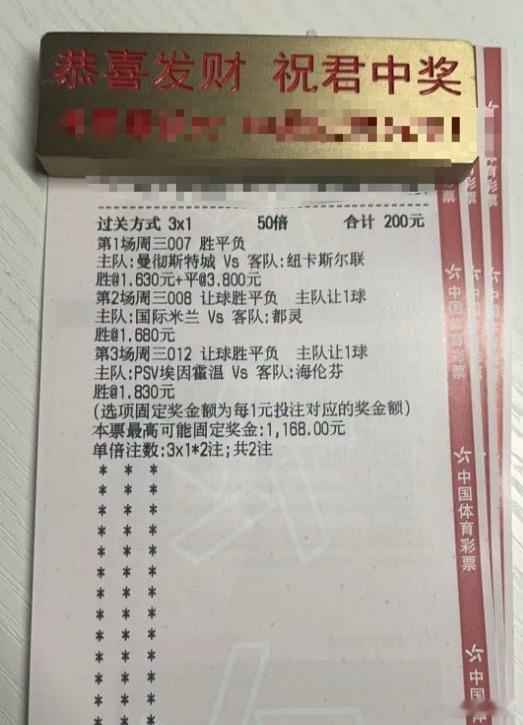 恭喜发财 祝君中奖
过关方式 3x1 50倍 合计 200元
第1场周三007 胜平负
主队:曼彻斯特城 Vs 客队:纽卡斯尔联
胜@1.630元+平@3.800元
第2场周三008 让球胜平负 主队让1球
主队:国际米兰 Vs 客队:都灵
胜@1.680元
第3场周三012 让球胜平负 主队让1球
主队:PSV埃因霍温 Vs 客队:海伦芬
胜@1.830元
(选项固定奖金额为每1元投注对应的奖金额)
本票最高可能固定奖金:1,168.00元
单倍注数:3x1*2注;共2注
* * *
* * *
* * *
* * *
* * *
* * *
* * *
* * *
* * *
* * *
* * *
* * *
* * *
* * *
中国体育彩票
中国体育彩票
中国